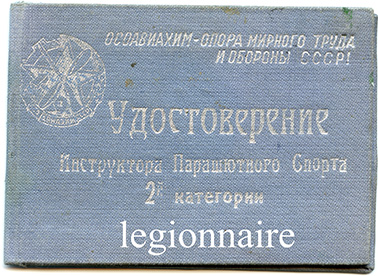 ОСОАВИАХИМ-ОПОРА МИРНОГО ТРУДА
И ОБОРОНЫ СССР!
Удостоверение
Инструктора Парашютного Спорта
2й категории
legionnaire